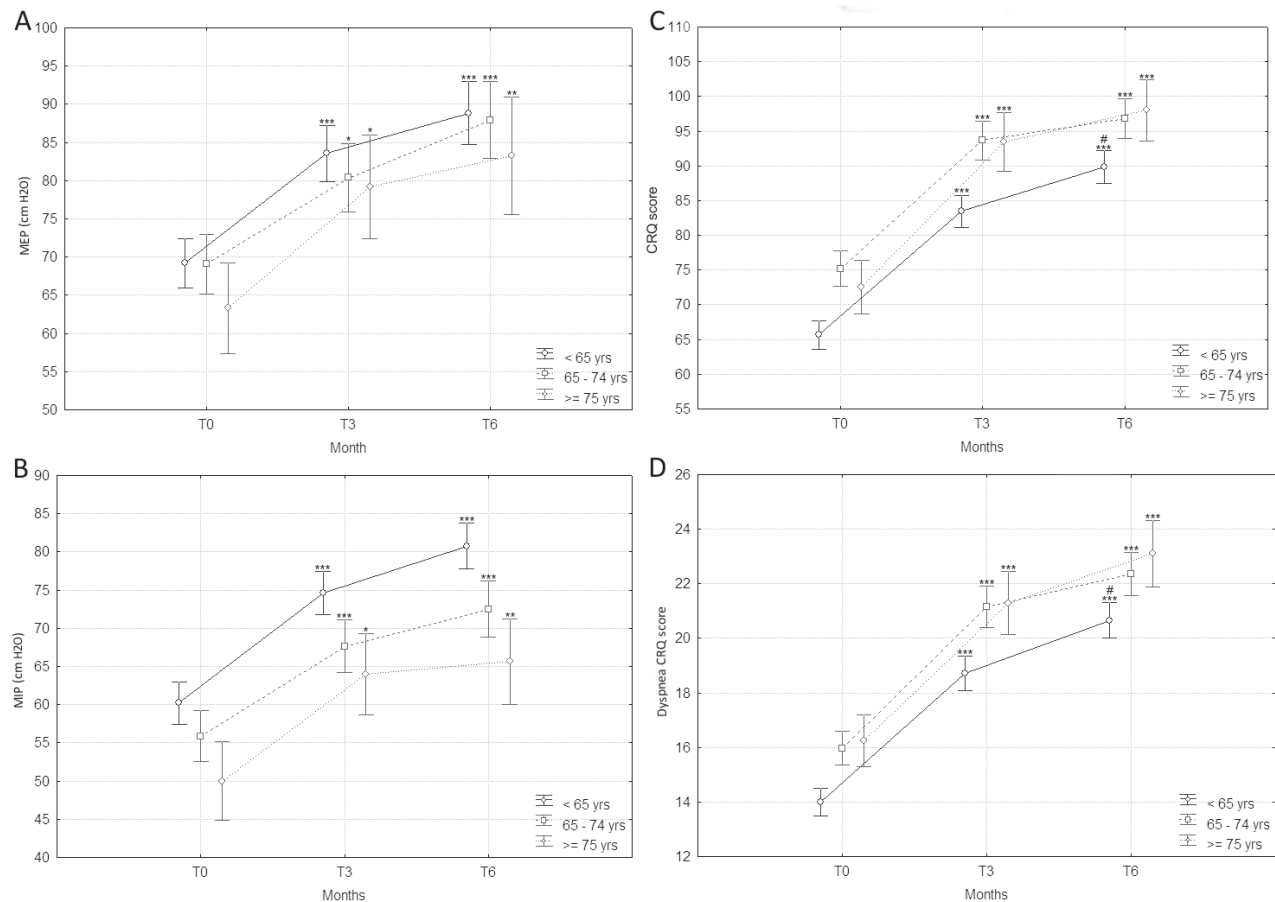 A
MEP (cm H2O)
100
95
90
85
80
75
70
65
60
55
50
*** *** **
*** * *
< 65 yrs
65 - 74 yrs
>= 75 yrs
T0 T3 T6
Month
C
CRQ score
110
105
100
95
90
85
80
75
70
65
60
55
***
*** ***
***
#
***
***
< 65 yrs
65 - 74 yrs
>= 75 yrs
T0 T3 T6
Months
B
MIP (cm H2O)
90
85
80
75
70
65
60
55
50
45
40
***
***
***
**
*** *
< 65 yrs
65 - 74 yrs
>= 75 yrs
T0 T3 T6
Months
D
Dyspnea CRQ score
26
24
22
20
18
16
14
12
***
***
*** ***
#
***
***
< 65 yrs
65 - 74 yrs
>= 75 yrs
T0 T3 T6
Months